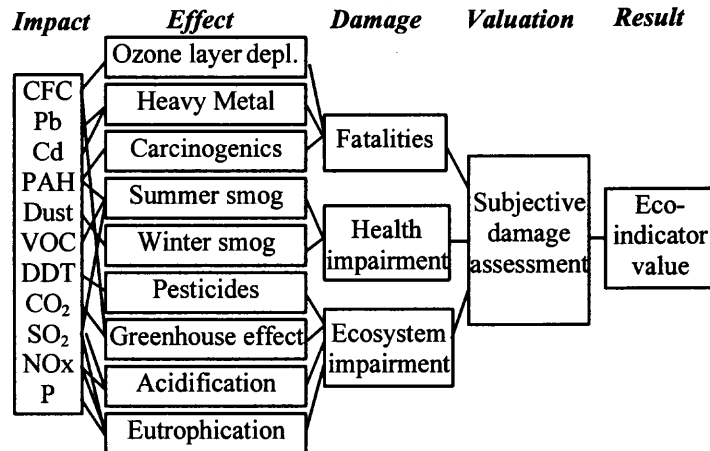 Impact Effect Damage Valuation Result
CFC
Pb
Cd
PAH
Dust
VOC
DDT
CO₂
SO₂
NOx
P
Ozone layer depl.
Heavy Metal
Carcinogenics
Summer smog
Winter smog
Pesticides
Greenhouse effect
Acidification
Eutrophication
Fatalities
Health
impairment
Ecosystem
impairment
Subjective
damage
assessment
Eco-
indicator
value